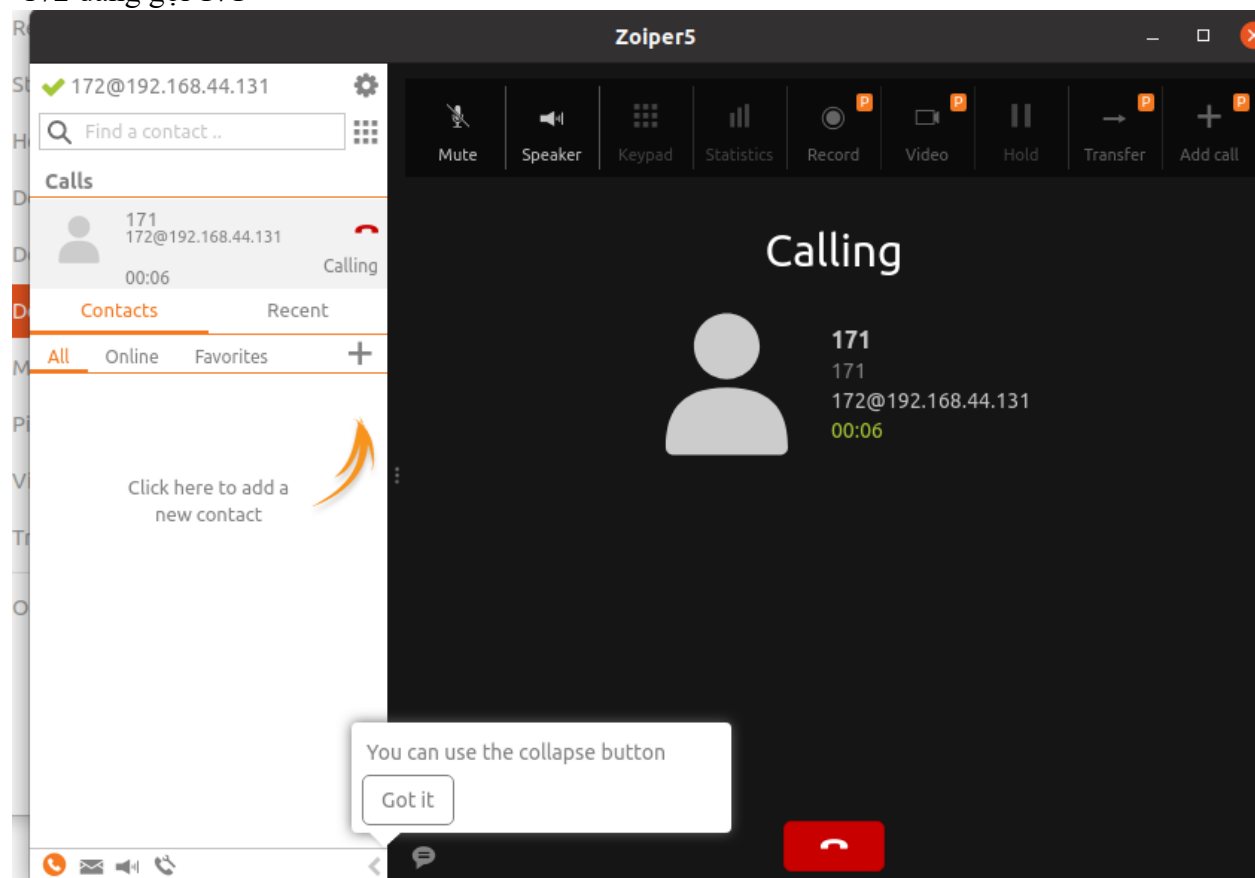 Zoiper5
172@192.168.44.131
Find a contact ..
Calls
171
172@192.168.44.131
00:06
Calling
Contacts
Recent
All
Online
Favorites
Click here to add a
new contact
Mute
Speaker
Keypad
Statistics
Record
P
Video
P
Hold
Transfer
P
Add call
P
Calling
171
171
172@192.168.44.131
00:06
You can use the collapse button
Got it